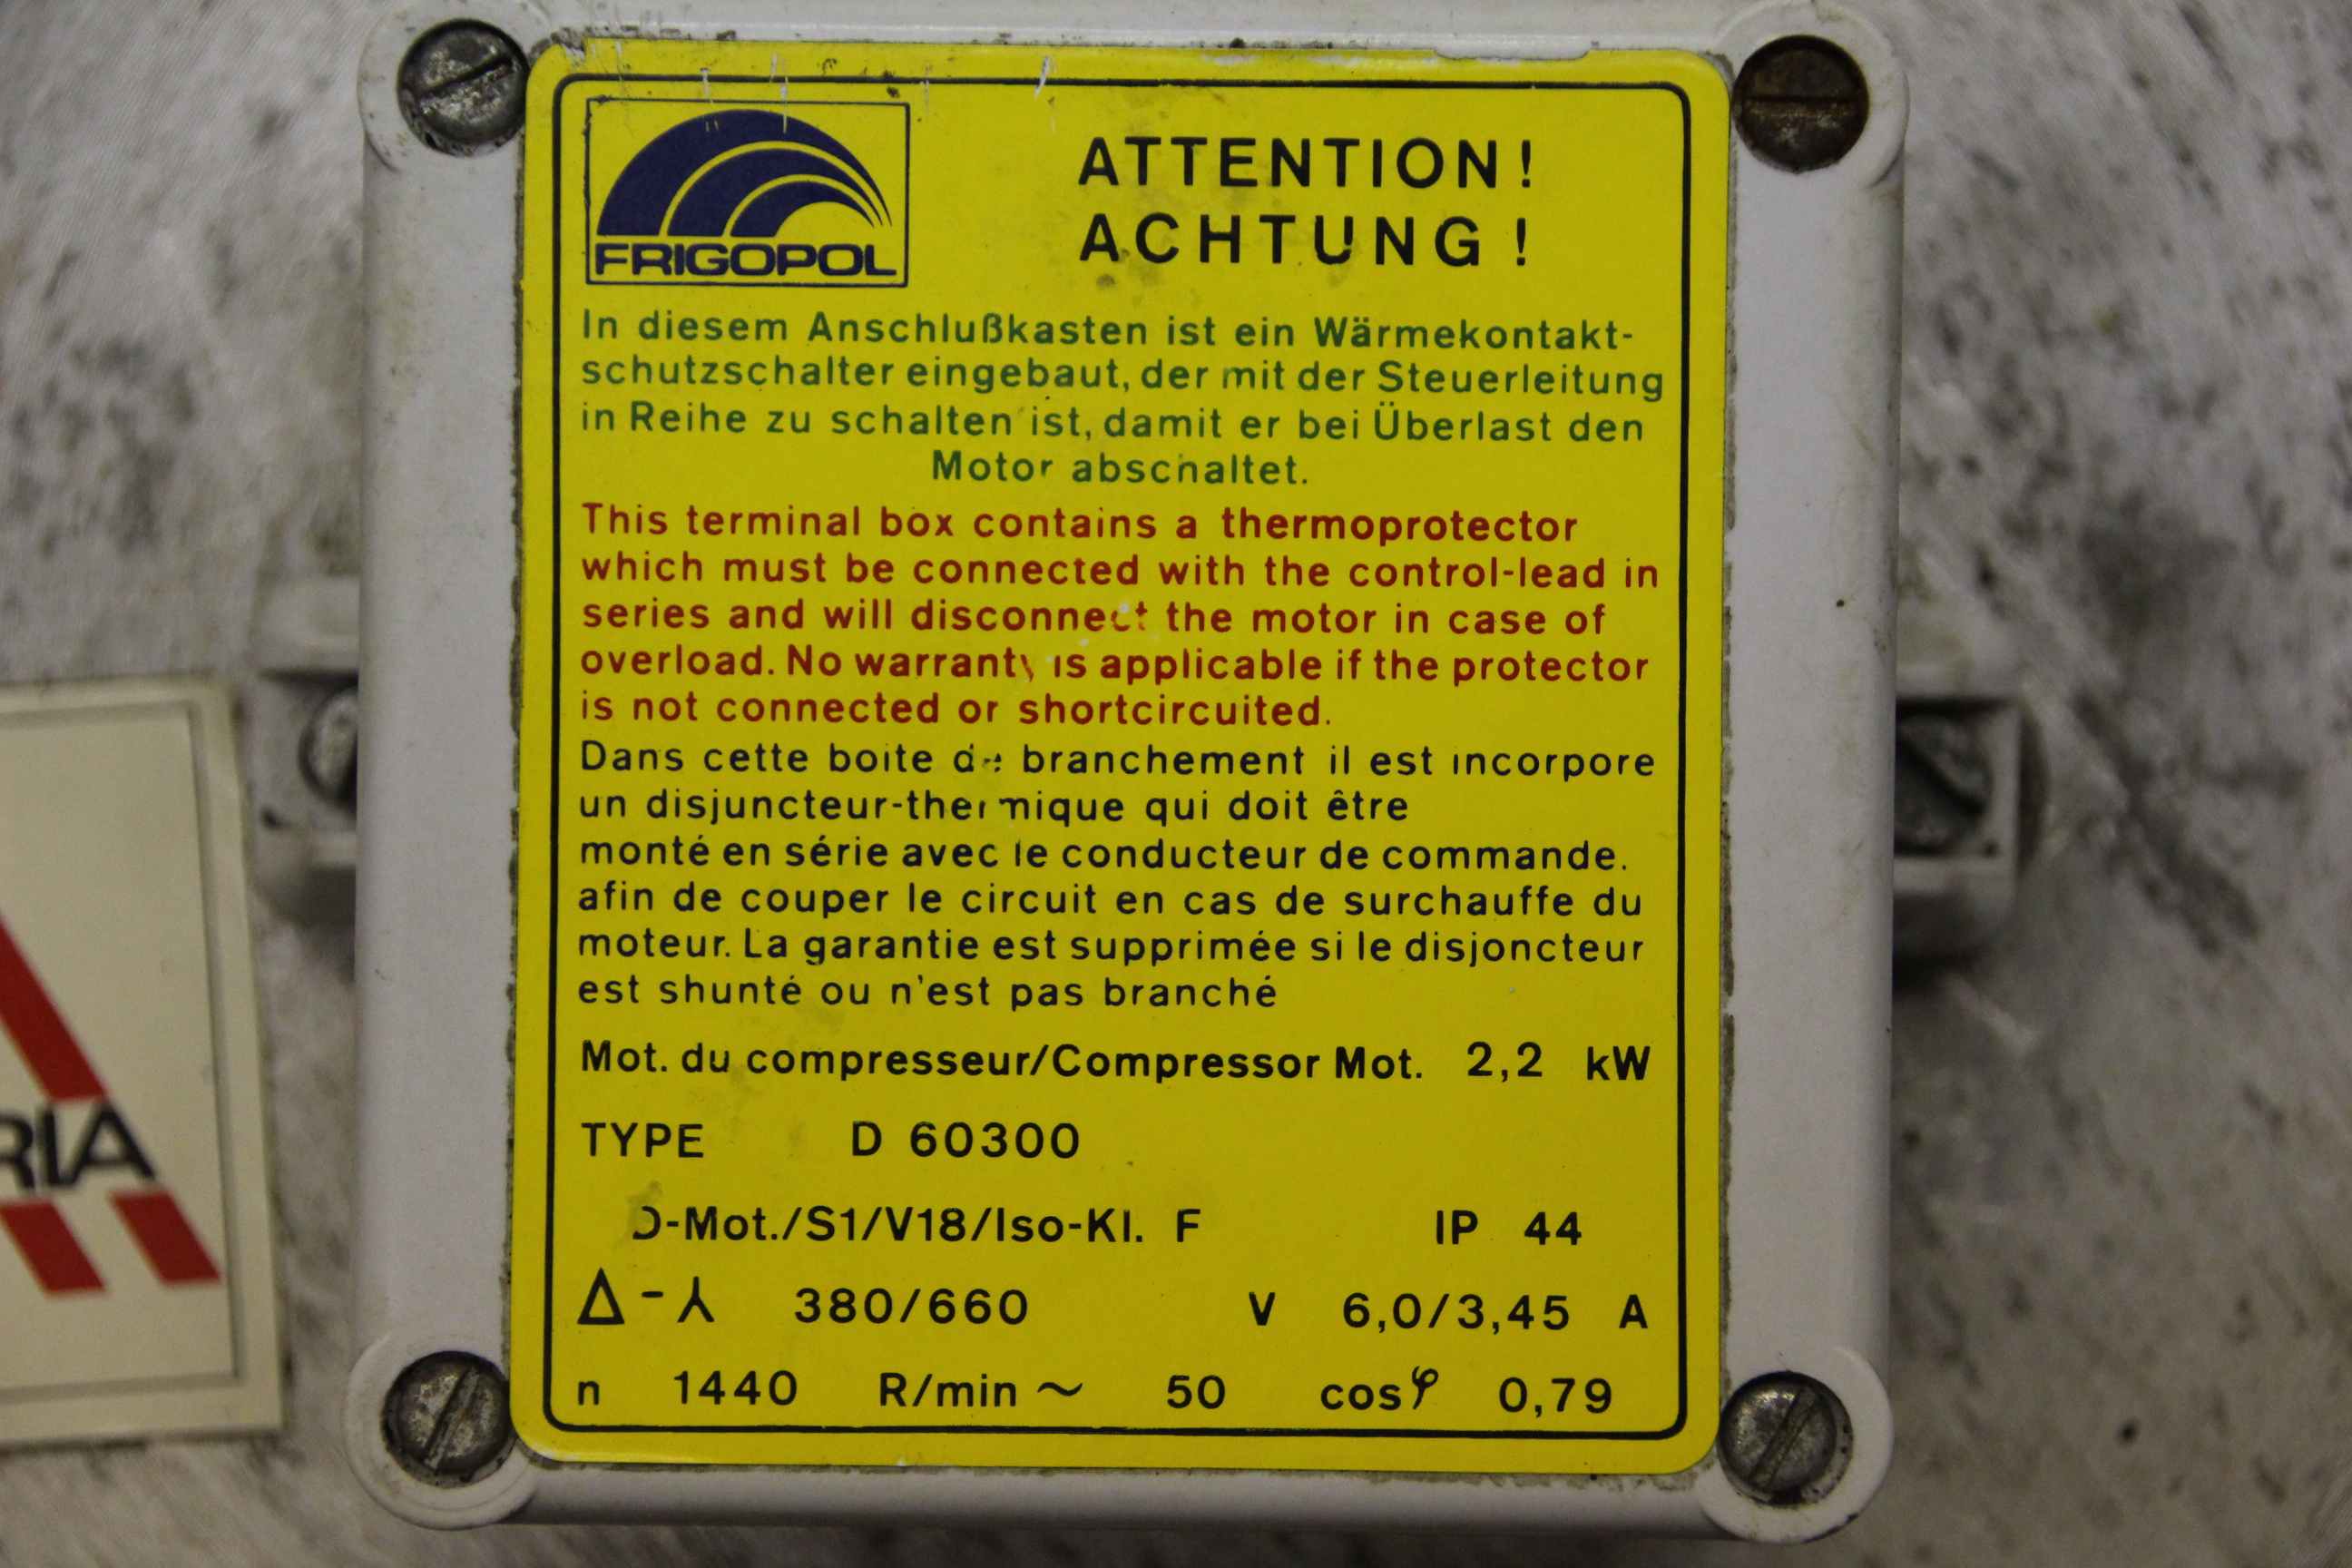 FRIGOPOL
ATTENTION!
ACHTUNG!
In diesem Anschlußkasten ist ein Wärmekontakt-
schutzschalter eingebaut, der mit der Steuerleitung
in Reihe zu schalten ist, damit er bei Überlast den
Motor abschaltet.
This terminal box contains a thermoprotector
which must be connected with the control-lead in
series and will disconnect the motor in case of
overload. No warranty is applicable if the protector
is not connected or shortcircuited.
Dans cette boite de branchement il est incorpore
un disjuncteur-thermique qui doit être
monté en série avec le conducteur de commande.
afin de couper le circuit en cas de surchauffe du
moteur. La garantie est supprimée si le disjoncteur
est shunté ou n'est pas branché
Mot. du compresseur/Compressor Mot. 2,2 kW
TYPE D 60300
D-Mot./S1/V18/Iso-Kl. F IP 44
Δ-⅄ 380/660 V 6,0/3,45 A
n 1440 R/min ~ 50 cosφ 0,79
RIA